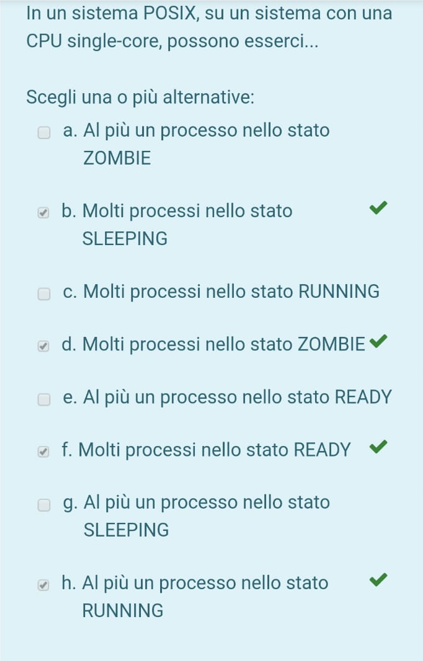 In un sistema POSIX, su un sistema con una
CPU single-core, possono esserci...
Scegli una o più alternative:
a. Al più un processo nello stato
ZOMBIE
b. Molti processi nello stato
SLEEPING
c. Molti processi nello stato RUNNING
d. Molti processi nello stato ZOMBIE
e. Al più un processo nello stato READY
f. Molti processi nello stato READY
g. Al più un processo nello stato
SLEEPING
h. Al più un processo nello stato
RUNNING